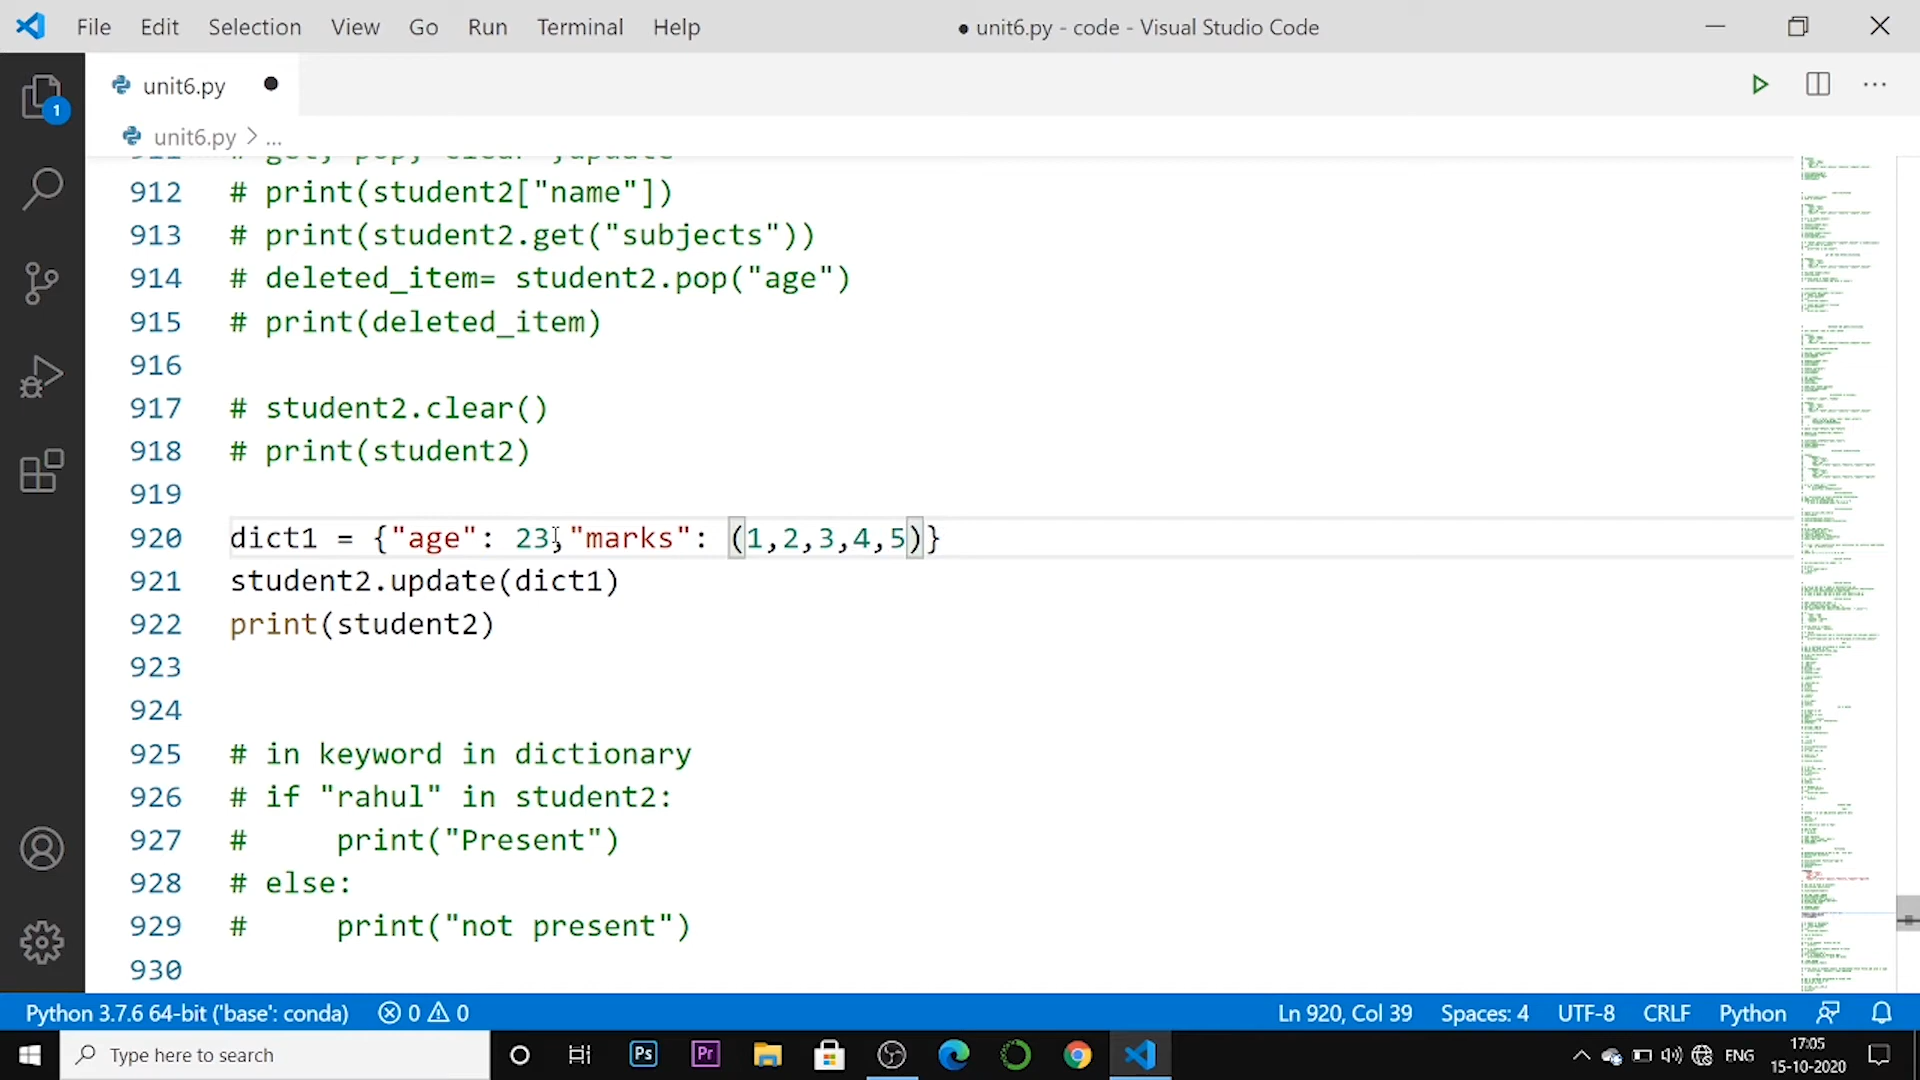 File Edit Selection View Go Run Terminal Help
● unit6.py - code - Visual Studio Code
unit6.py ●
1
unit6.py > ...
912 # print(student2["name"])
913 # print(student2.get("subjects"))
914 # deleted_item= student2.pop("age")
915 # print(deleted_item)
916
917 # student2.clear()
918 # print(student2)
919
920 dict1 = {"age": 23,"marks": (1,2,3,4,5)}
921 student2.update(dict1)
922 print(student2)
923
924
925 # in keyword in dictionary
926 # if "rahul" in student2:
927 #     print("Present")
928 # else:
929 #     print("not present")
930
Python 3.7.6 64-bit ('base': conda) 0 0 Ln 920, Col 39 Spaces: 4 UTF-8 CRLF Python
Type here to search
Ps Pr
ENG
17:05
15-10-2020